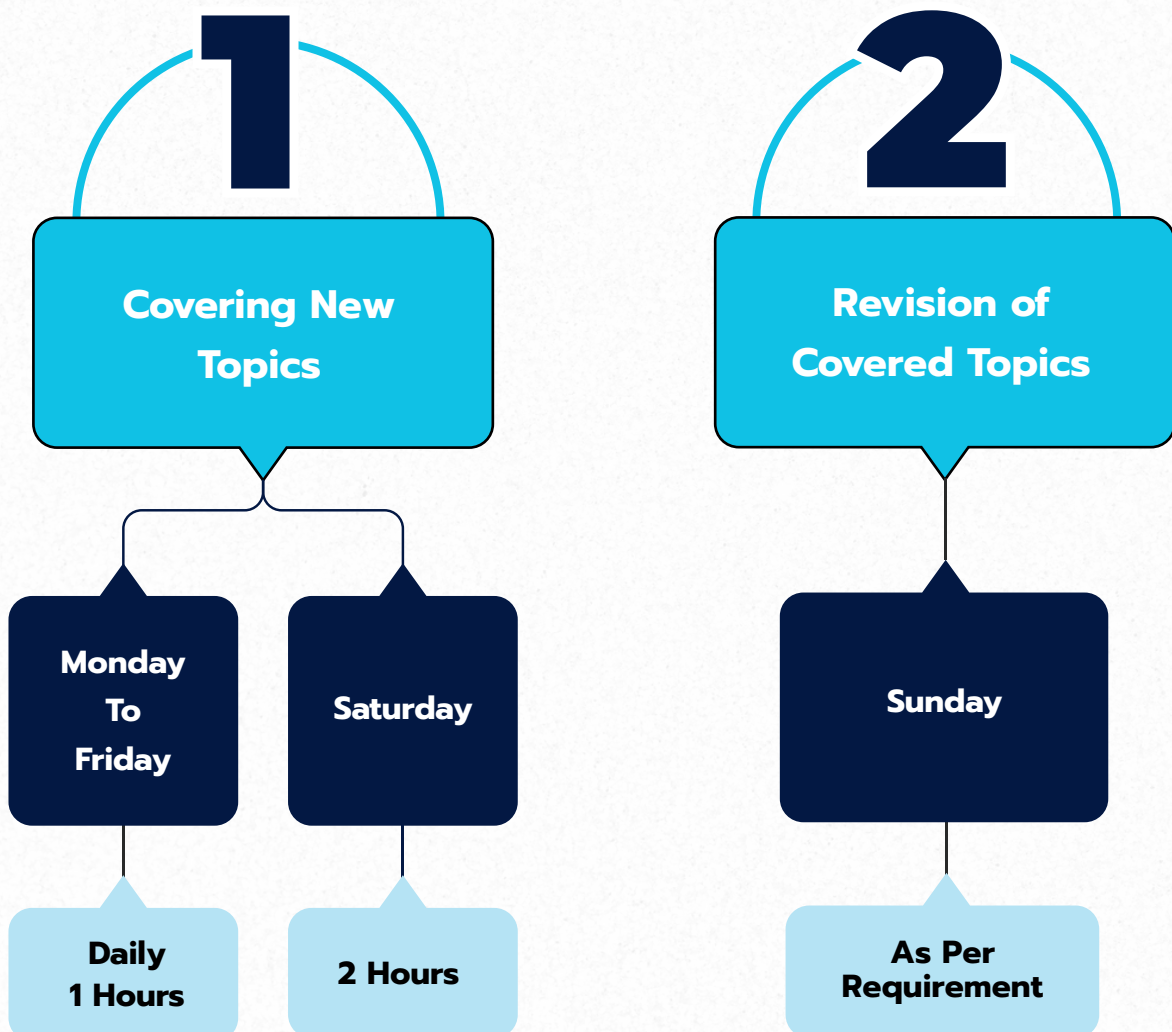 1
Covering New
Topics
Monday
To
Friday
Daily
1 Hours
Saturday
2 Hours
2
Revision of
Covered Topics
Sunday
As Per
Requirement